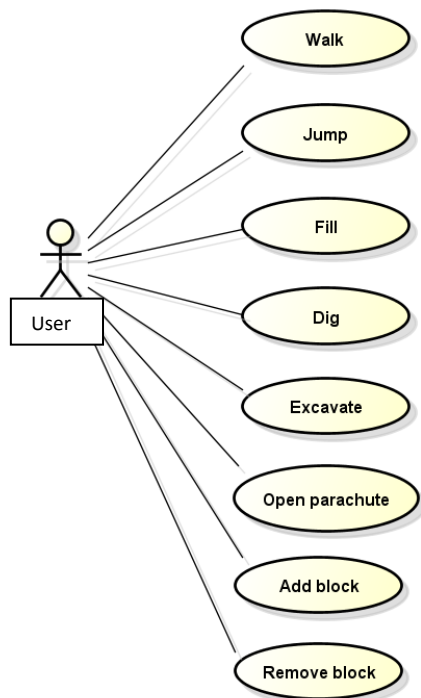 Walk
Jump
Fill
Dig
User
Excavate
Open parachute
Add block
Remove block